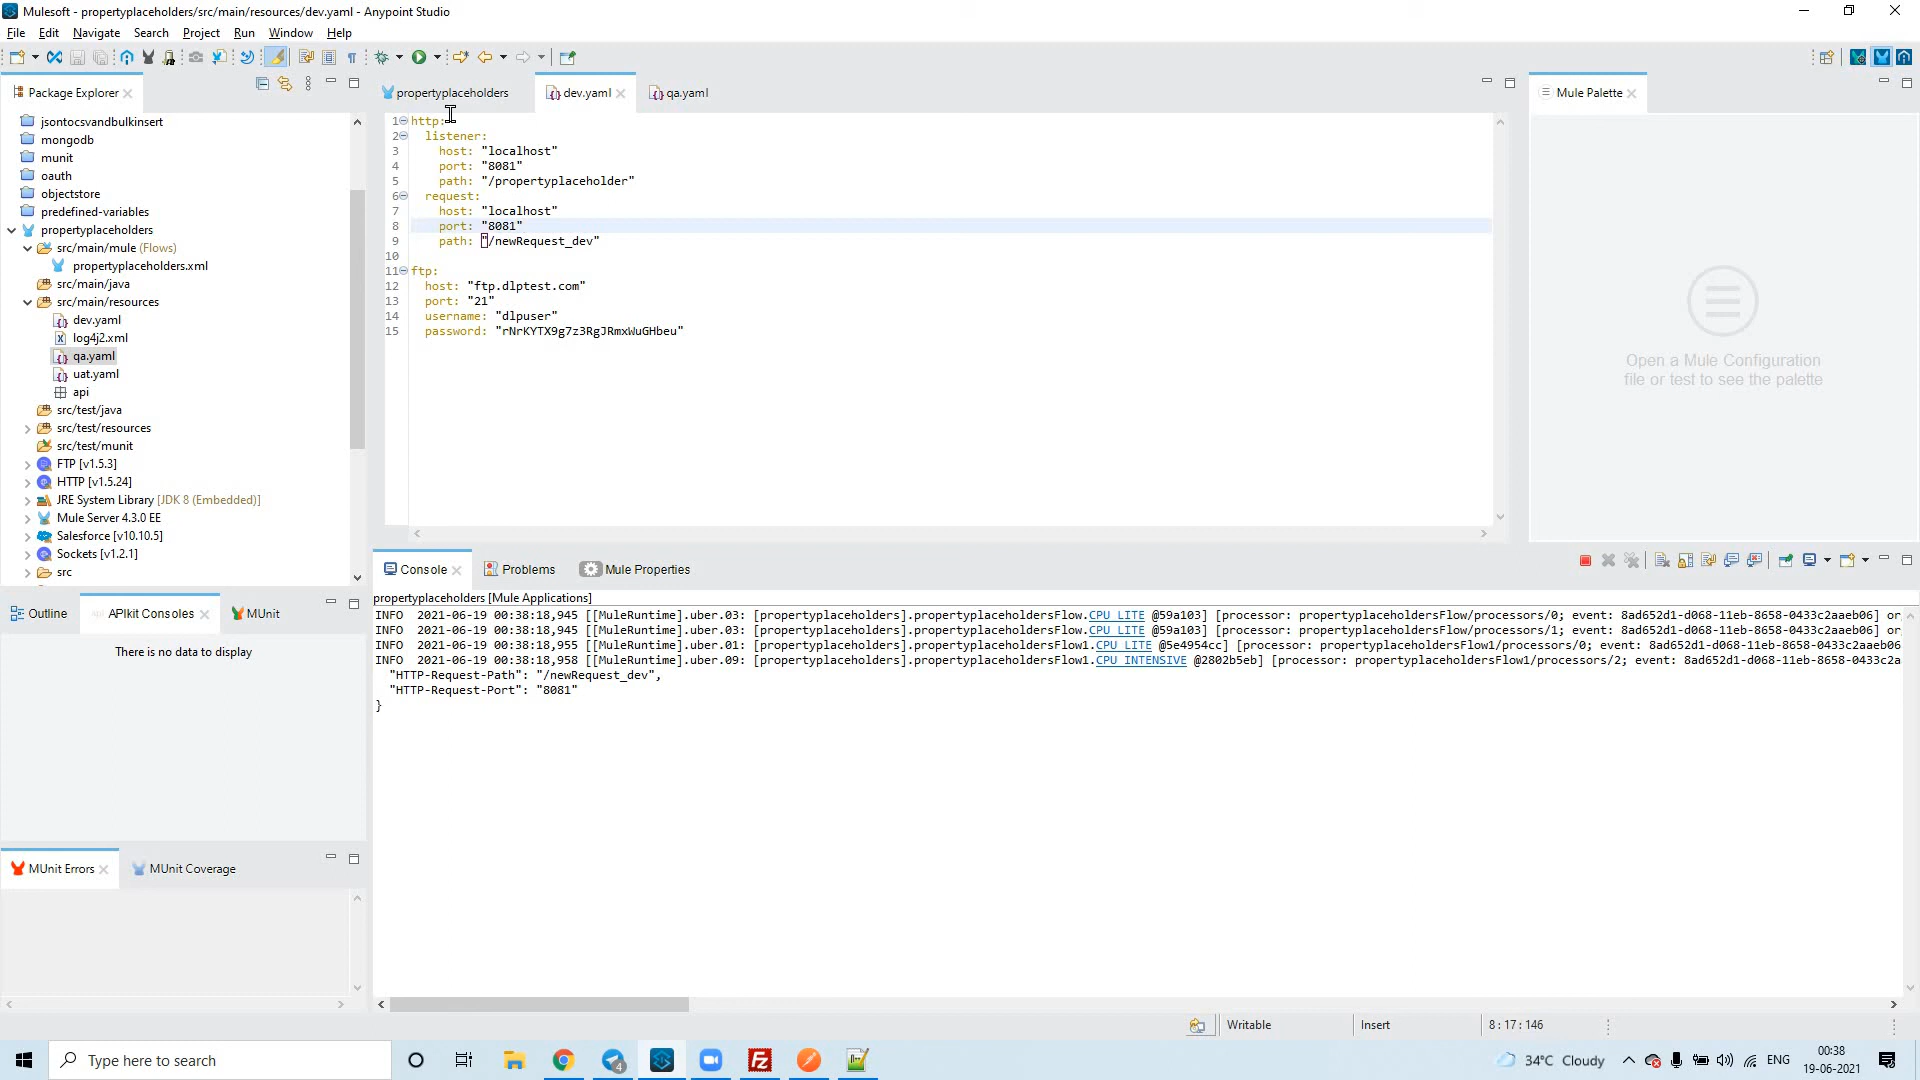 Mulesoft - propertyplaceholders/src/main/resources/dev.yaml - Anypoint Studio
File Edit Navigate Search Project Run Window Help
Package Explorer
jsontocsvandbulkinsert
mongodb
munit
oauth
objectstore
predefined-variables
propertyplaceholders
src/main/mule (Flows)
propertyplaceholders.xml
src/main/java
src/main/resources
dev.yaml
log4j2.xml
qa.yaml
uat.yaml
api
src/test/java
src/test/resources
src/test/munit
FTP [v1.5.3]
HTTP [v1.5.24]
JRE System Library [JDK 8 (Embedded)]
Mule Server 4.3.0 EE
Salesforce [v10.10.5]
Sockets [v1.2.1]
src
propertyplaceholders dev.yaml qa.yaml
1 http:
2 listener:
3 host: "localhost"
4 port: "8081"
5 path: "/propertyplaceholder"
6 request:
7 host: "localhost"
8 port: "8081"
9 path: "/newRequest_dev"
10
11 ftp:
12 host: "ftp.dlptest.com"
13 port: "21"
14 username: "dlpuser"
15 password: "rNrKYTX9g7z3RgJRmxWuGHbeu"
Mule Palette
Open a Mule Configuration
file or test to see the palette
Outline APIkit Consoles MUnit
There is no data to display
MUnit Errors MUnit Coverage
Console Problems Mule Properties
propertyplaceholders [Mule Applications]
INFO 2021-06-19 00:38:18,945 [[MuleRuntime].uber.03: [propertyplaceholders].propertyplaceholdersFlow.CPU_LITE @59a103] [processor: propertyplaceholdersFlow/processors/0; event: 8ad652d1-d068-11eb-8658-0433c2aaeb06] or
INFO 2021-06-19 00:38:18,945 [[MuleRuntime].uber.03: [propertyplaceholders].propertyplaceholdersFlow.CPU_LITE @59a103] [processor: propertyplaceholdersFlow/processors/1; event: 8ad652d1-d068-11eb-8658-0433c2aaeb06] or
INFO 2021-06-19 00:38:18,955 [[MuleRuntime].uber.01: [propertyplaceholders].propertyplaceholdersFlow1.CPU_LITE @5e4954cc] [processor: propertyplaceholdersFlow1/processors/0; event: 8ad652d1-d068-11eb-8658-0433c2aaeb06
INFO 2021-06-19 00:38:18,958 [[MuleRuntime].uber.09: [propertyplaceholders].propertyplaceholdersFlow1.CPU_INTENSIVE @2802b5eb] [processor: propertyplaceholdersFlow1/processors/2; event: 8ad652d1-d068-11eb-8658-0433c2a
"HTTP-Request-Path": "/newRequest_dev",
"HTTP-Request-Port": "8081"
}
Writable Insert 8 : 17 : 146
Type here to search
4
34°C Cloudy ENG
00:38
19-06-2021